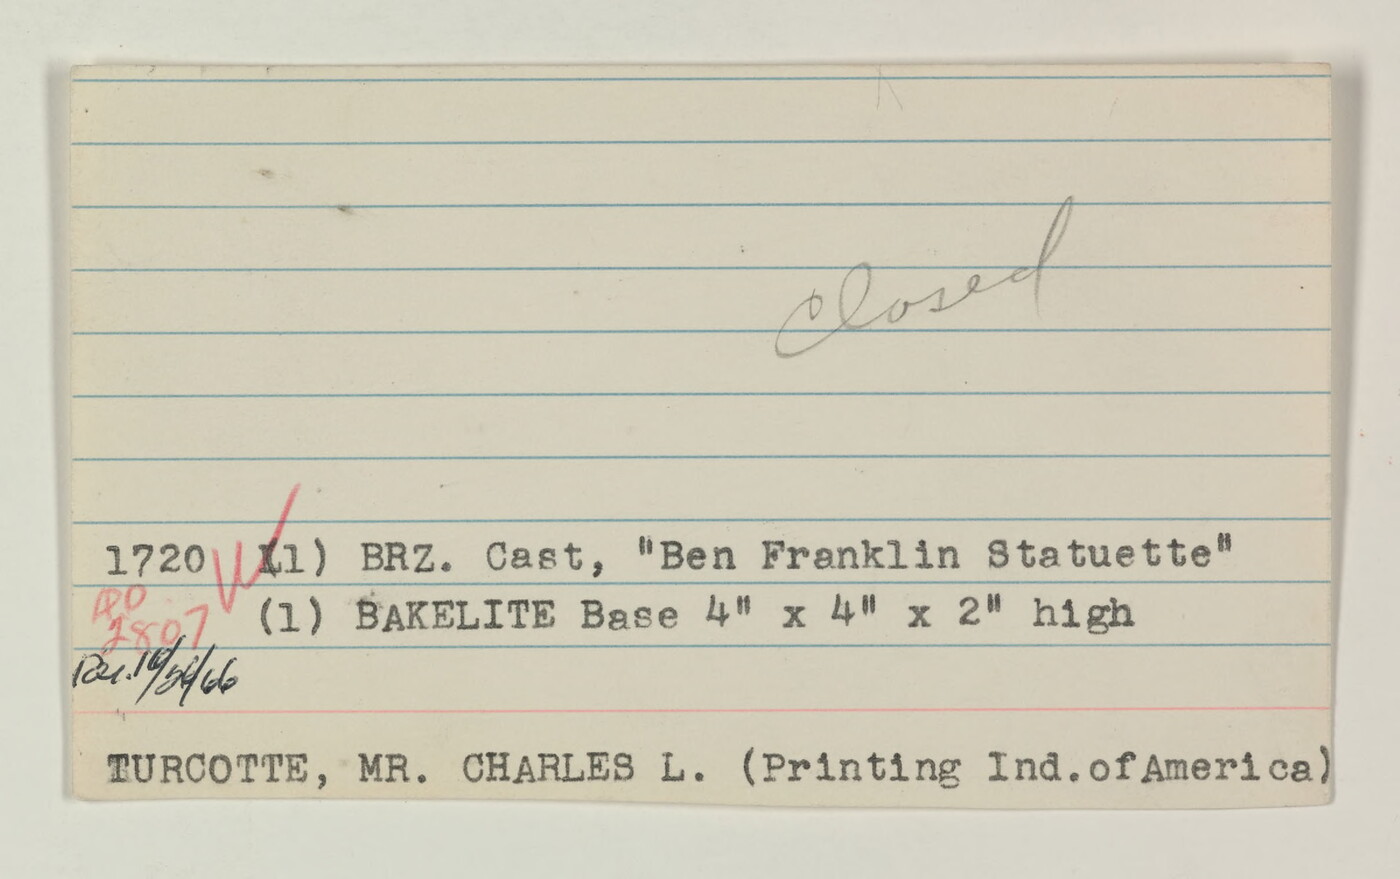 closed
1720 (1) BRZ. Cast, "Ben Franklin Statuette"
(1) BAKELITE Base 4" x 4" x 2" high
2807
TURCOTTE, MR. CHARLES L. (Printing Ind.ofAmerica)